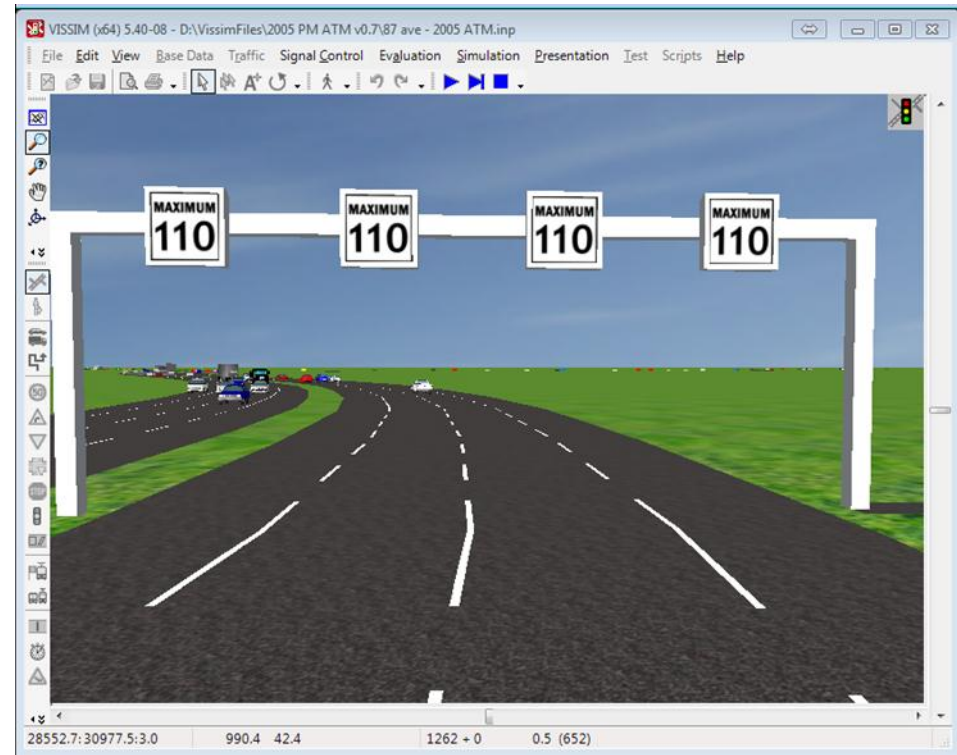 VISSIM (x64) 5.40-08 - D:\VissimFiles\2005 PM ATM v0.7\87 ave - 2005 ATM.inp
File Edit View Base Data Traffic Signal Control Evaluation Simulation Presentation Test Scripts Help
MAXIMUM
110
MAXIMUM
110
MAXIMUM
110
MAXIMUM
110
50
STOP
28552.7:30977.5:3.0 990.4 42.4 1262 + 0 0.5 (652)